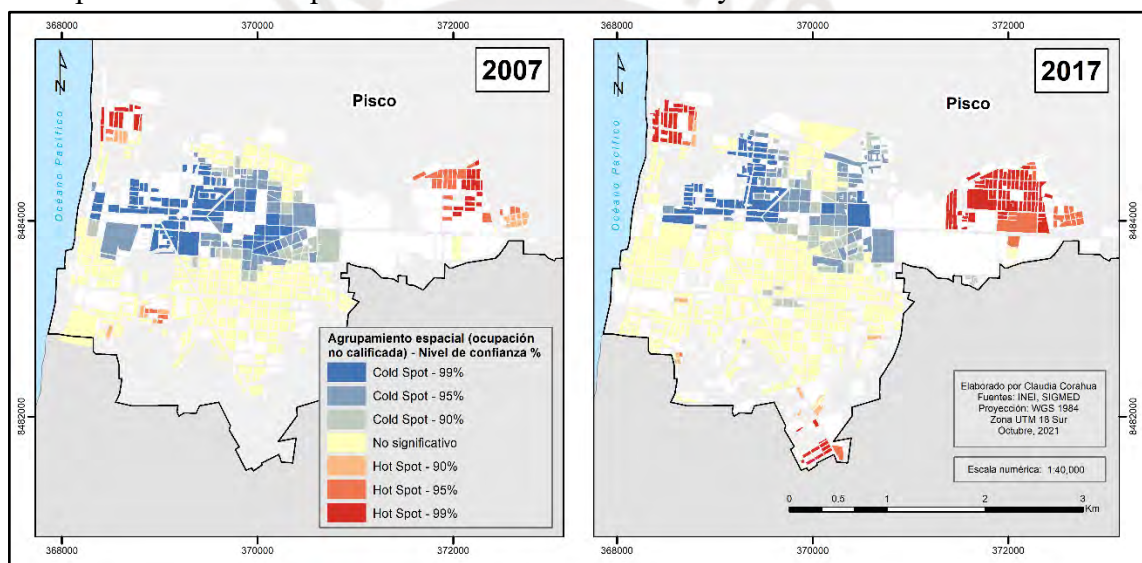 368000
370000
372000
368000
370000
372000
2007
2017
N
N
Pisco
Pisco
Océano Pacífico
Océano Pacífico
8484000
8484000
8482000
8482000
Agrupamiento espacial (ocupación
no calificada) - Nivel de confianza %
Cold Spot - 99%
Cold Spot - 95%
Cold Spot - 90%
No significativo
Hot Spot - 90%
Hot Spot - 95%
Hot Spot - 99%
Elaborado por Claudia Corahua
Fuentes: INEI, SIGMED
Proyección: WGS 1984
Zona UTM 18 Sur
Octubre, 2021
Escala numérica: 1:40,000
0 0.5 1 2 3
Km
368000
370000
372000
368000
370000
372000